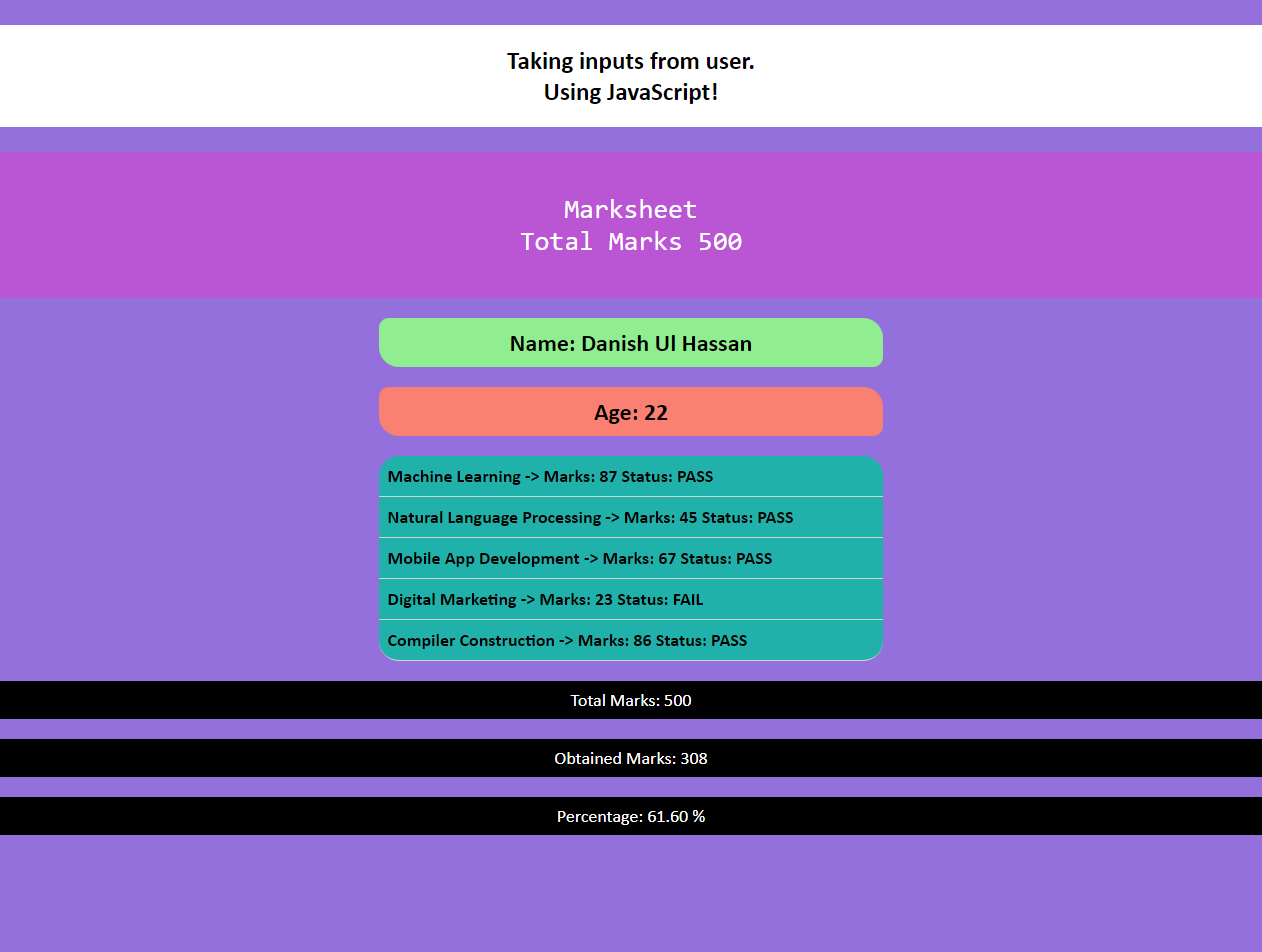 Taking inputs from user.
Using JavaScript!
Marksheet
Total Marks 500
Name: Danish Ul Hassan
Age: 22
Machine Learning -> Marks: 87 Status: PASS
Natural Language Processing -> Marks: 45 Status: PASS
Mobile App Development -> Marks: 67 Status: PASS
Digital Marketing -> Marks: 23 Status: FAIL
Compiler Construction -> Marks: 86 Status: PASS
Total Marks: 500
Obtained Marks: 308
Percentage: 61.60 %